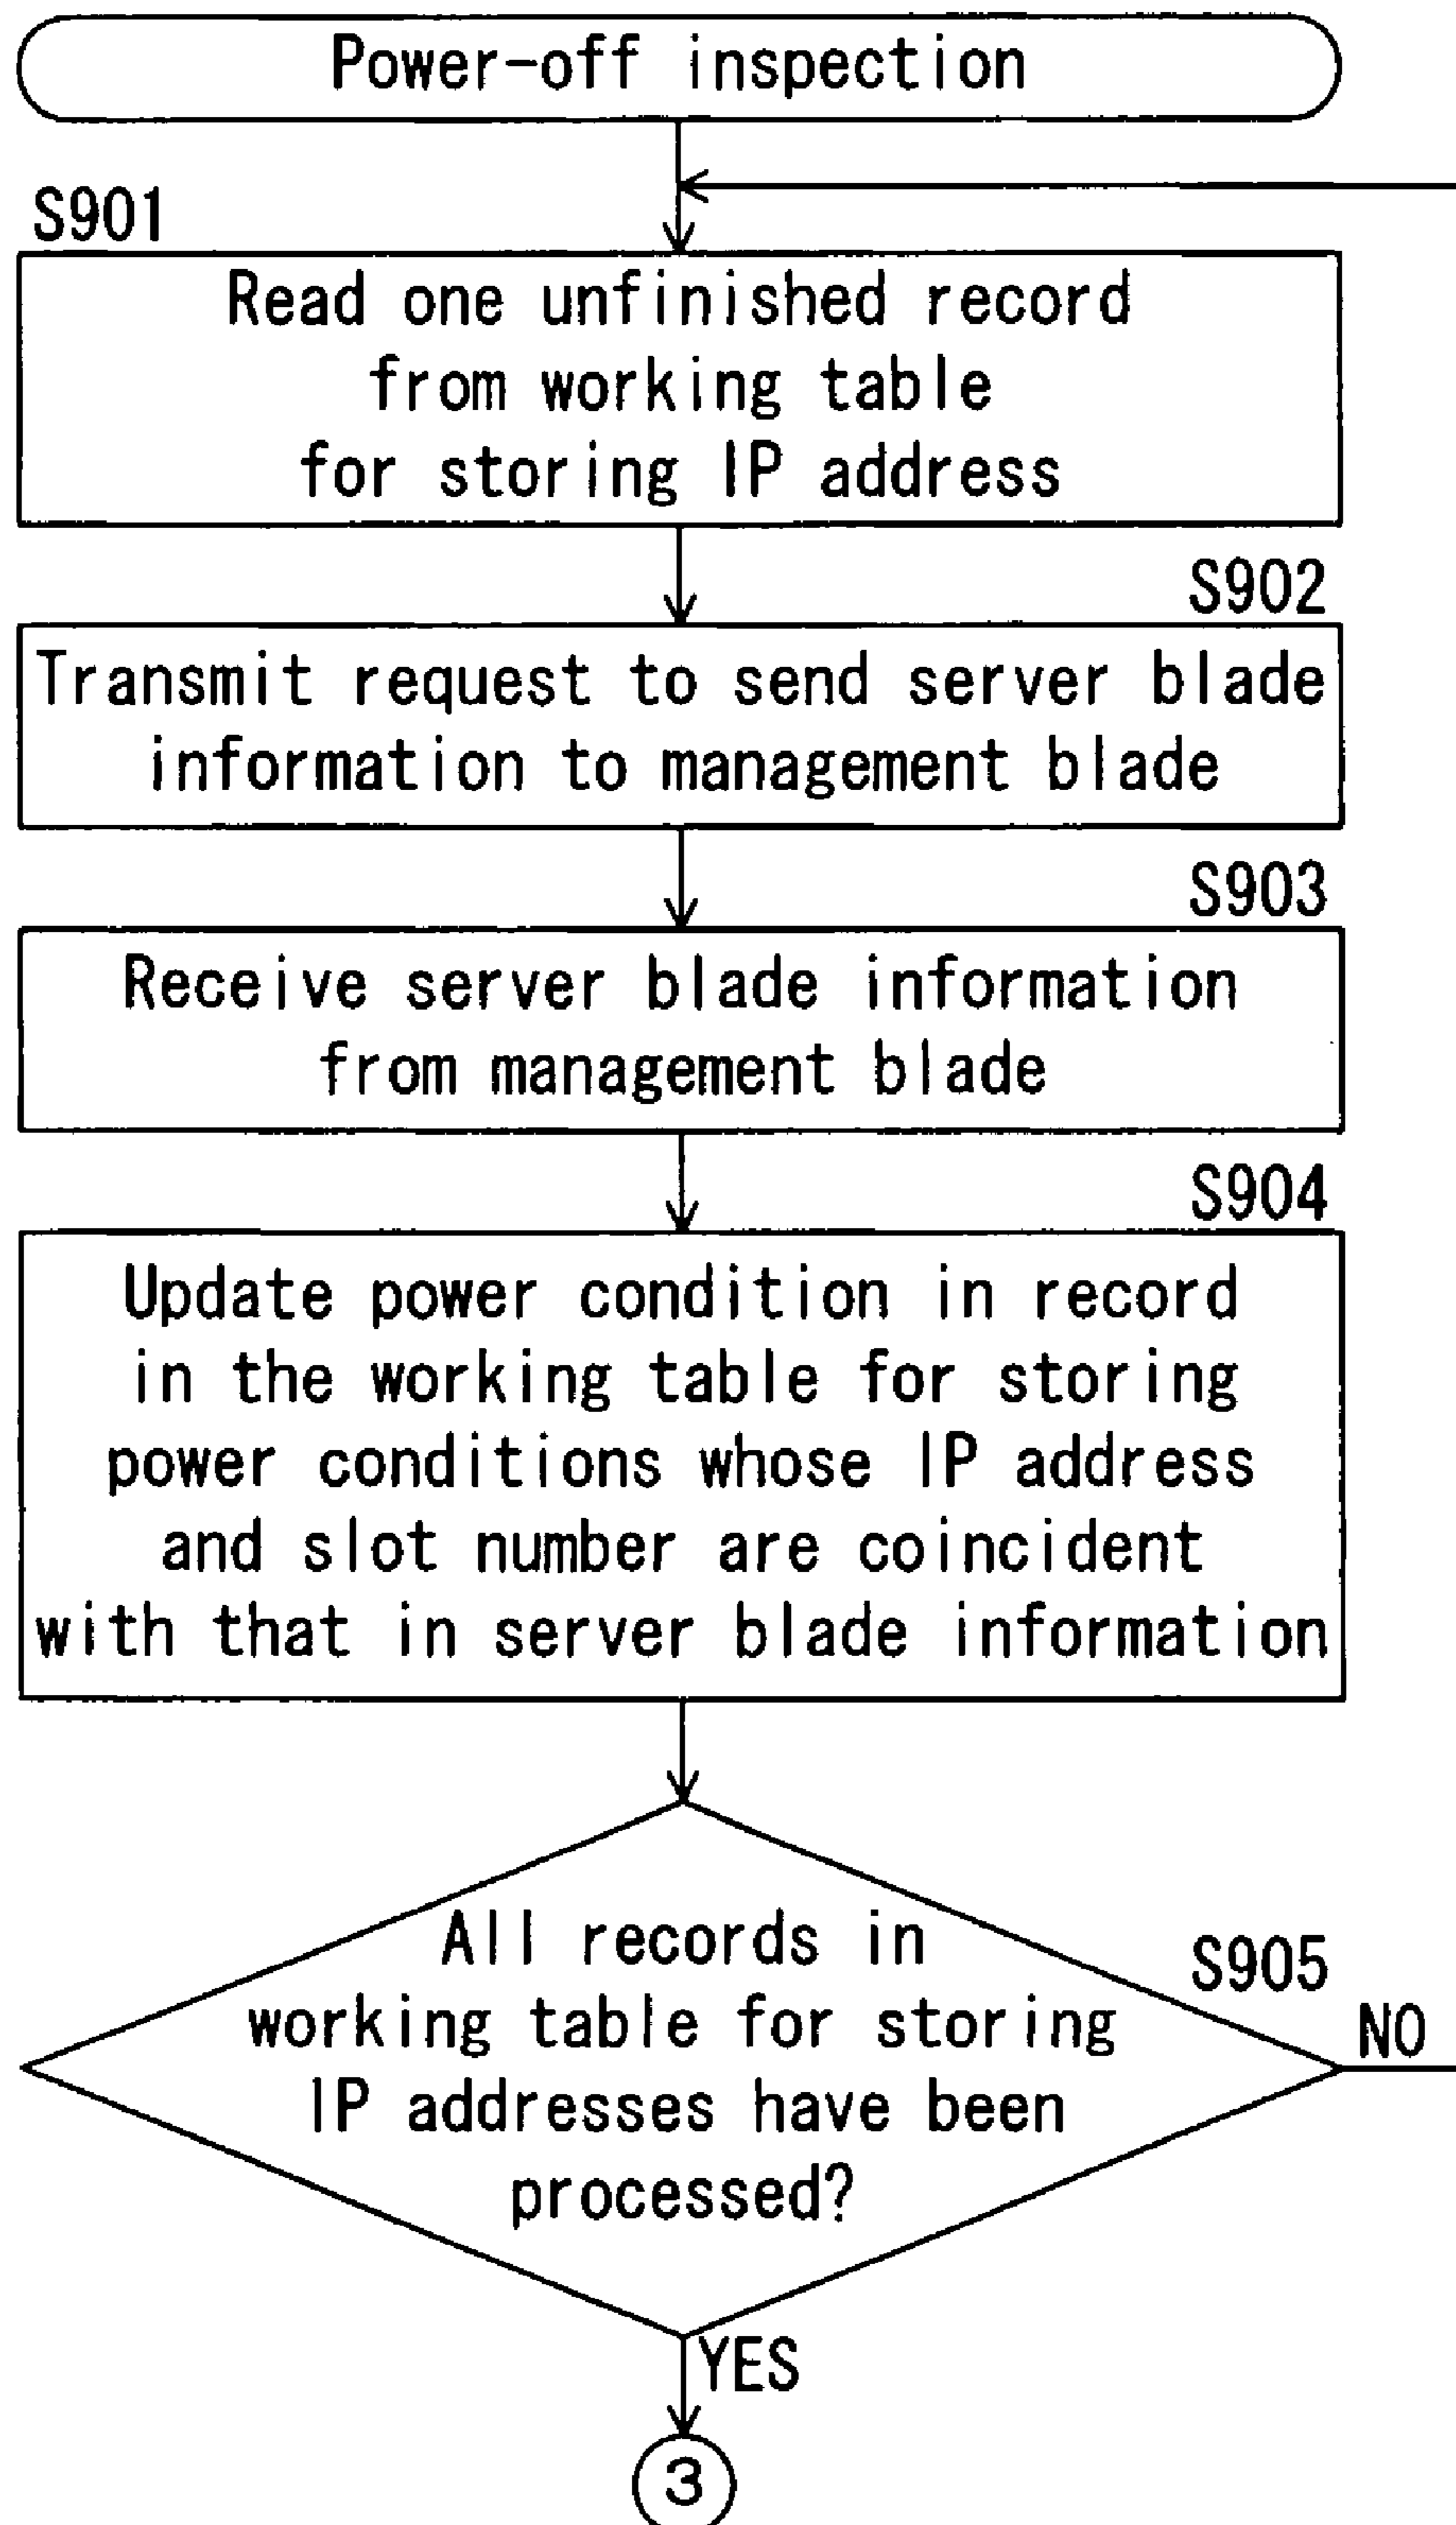 Power-off inspection
S901
Read one unfinished record
from working table
for storing IP address
S902
Transmit request to send server blade
information to management blade
S903
Receive server blade information
from management blade
S904
Update power condition in record
in the working table for storing
power conditions whose IP address
and slot number are coincident
with that in server blade information
All records in
S905
working table for storing
NO
IP addresses have been
processed?
YES
3